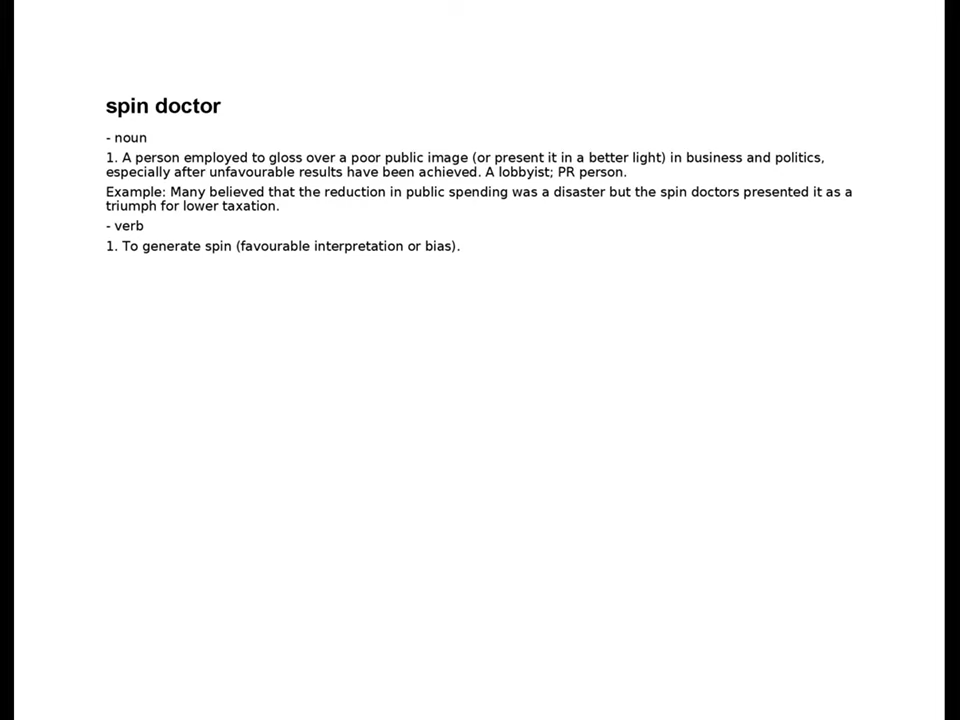 spin doctor
- noun
1. A person employed to gloss over a poor public image (or present it in a better light) in business and politics,
especially after unfavourable results have been achieved. A lobbyist; PR person.
Example: Many believed that the reduction in public spending was a disaster but the spin doctors presented it as a
triumph for lower taxation.
- verb
1. To generate spin (favourable interpretation or bias).